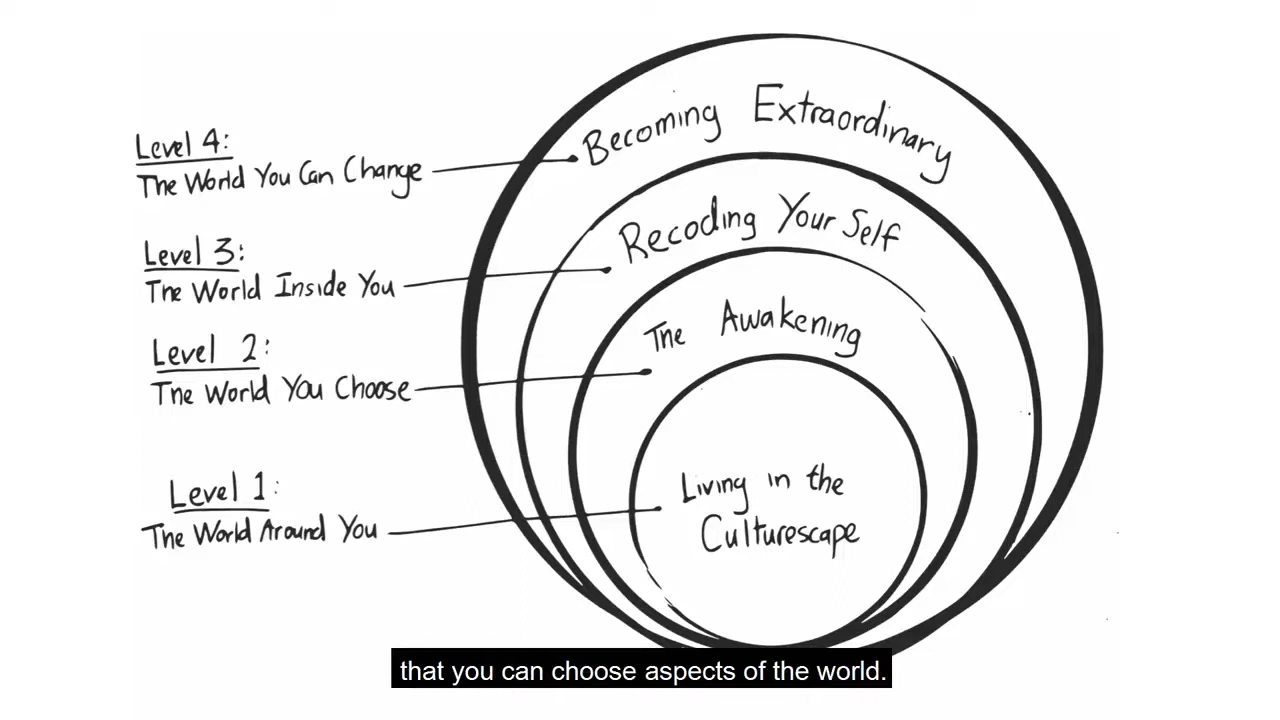 Level 4:
The World You Can Change
Level 3:
The World Inside You
Level 2:
The World You Choose
Level 1:
The World Around You
Becoming Extraordinary
Recoding Your Self
The Awakening
Living in the
Culturescape
that you can choose aspects of the world.